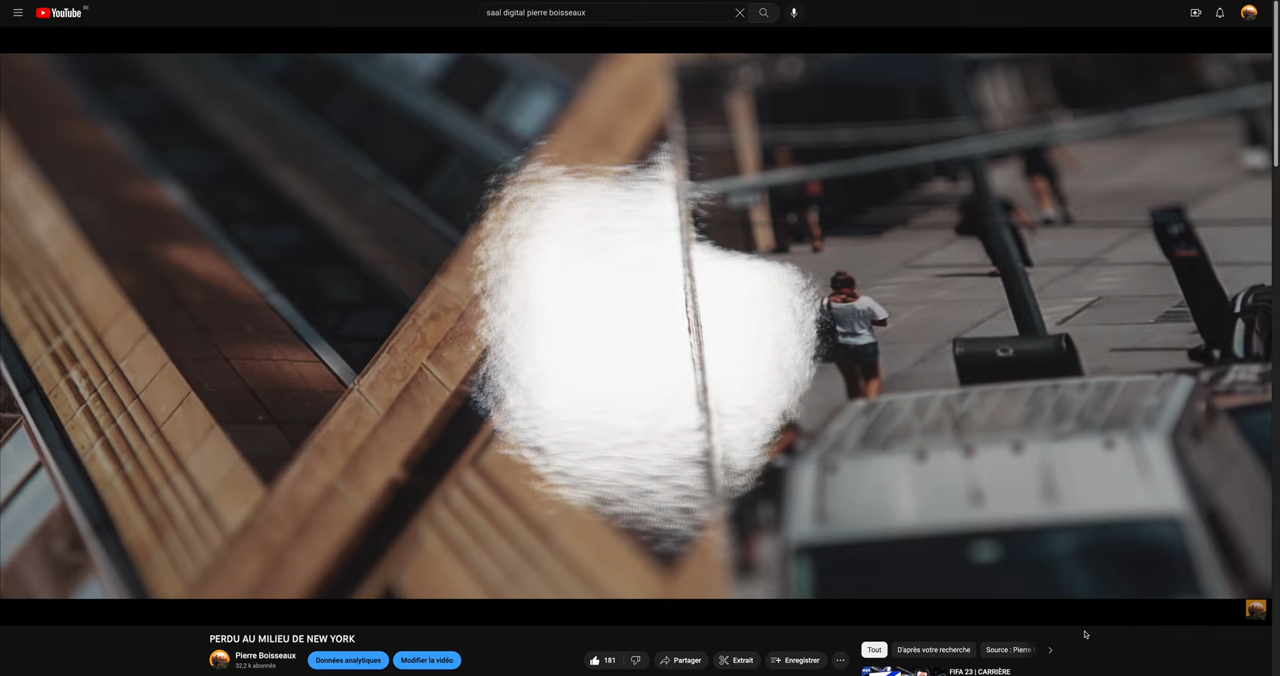 YouTube BE
saal digital pierre boisseaux
PERDU AU MILIEU DE NEW YORK
Pierre Boisseaux
32,2 k abonnés
Données analytiques
Modifier la vidéo
181
Partager
Extrait
Enregistrer
Tout
D'après votre recherche
Source : Pierre
FIFA 23 | CARRIÈRE